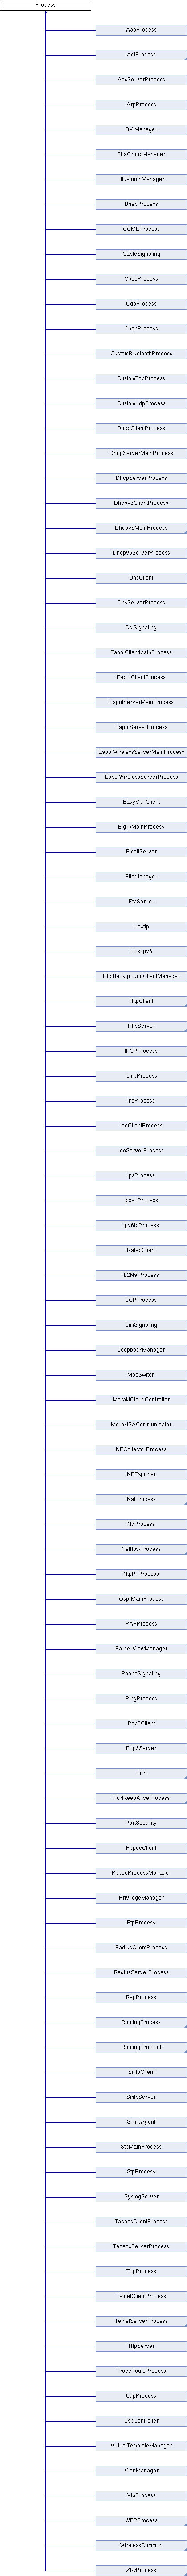 Process
AaaProcess
AclProcess
AcsServerProcess
ArpProcess
BVIManager
BbaGroupManager
BluetoothManager
BnepProcess
CCMEProcess
CableSignaling
CbacProcess
CdpProcess
ChapProcess
CustomBluetoothProcess
CustomTcpProcess
CustomUdpProcess
DhcpClientProcess
DhcpServerMainProcess
DhcpServerProcess
Dhcpv6ClientProcess
Dhcpv6MainProcess
Dhcpv6ServerProcess
DnsClient
DnsServerProcess
DslSignaling
EapolClientMainProcess
EapolClientProcess
EapolServerMainProcess
EapolServerProcess
EapolWirelessServerMainProcess
EapolWirelessServerProcess
EasyVpnClient
EigrpMainProcess
EmailServer
FileManager
FtpServer
HostIp
HostIpv6
HttpBackgroundClientManager
HttpClient
HttpServer
IPCPProcess
IcmpProcess
IkeProcess
IoeClientProcess
IoeServerProcess
IpsProcess
IpsecProcess
Ipv6IpProcess
IsatapClient
L2NatProcess
LCPProcess
LmiSignaling
LoopbackManager
MacSwitch
MerakiCloudController
MerakiSACommunicator
NFCollectorProcess
NFExporter
NatProcess
NdProcess
NetflowProcess
NtpPTProcess
OspfMainProcess
PAPProcess
ParserViewManager
PhoneSignaling
PingProcess
Pop3Client
Pop3Server
Port
PortKeepAliveProcess
PortSecurity
PppoeClient
PppoeProcessManager
PrivilegeManager
PtpProcess
RadiusClientProcess
RadiusServerProcess
RepProcess
RoutingProcess
RoutingProtocol
SmtpClient
SmtpServer
SnmpAgent
StpMainProcess
StpProcess
SyslogServer
TacacsClientProcess
TacacsServerProcess
TcpProcess
TelnetClientProcess
TelnetServerProcess
TftpServer
TraceRouteProcess
UdpProcess
UsbController
VirtualTemplateManager
VlanManager
VtpProcess
WEPProcess
WirelessCommon
ZfwProcess